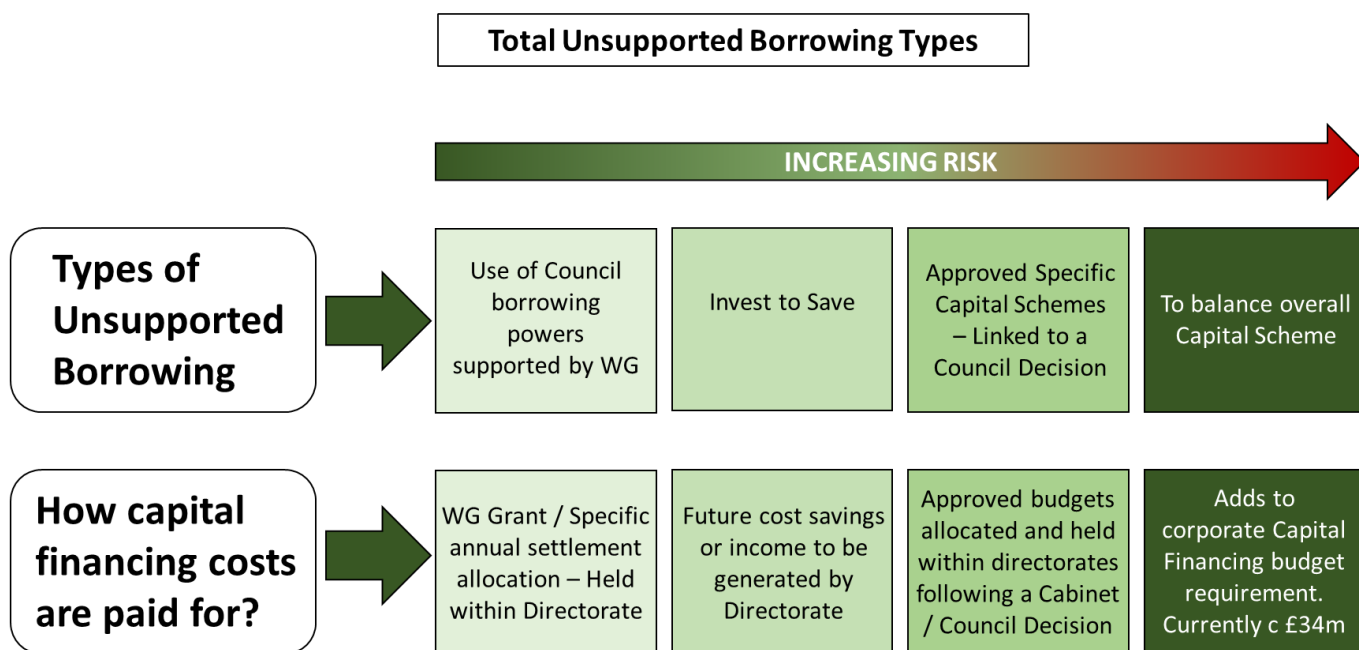 Total Unsupported Borrowing Types
INCREASING RISK
Types of
Unsupported
Borrowing
Use of Council
borrowing
powers
supported by WG
Invest to Save
Approved Specific
Capital Schemes
– Linked to a
Council Decision
To balance overall
Capital Scheme
How capital
financing costs
are paid for?
WG Grant / Specific
annual settlement
allocation – Held
within Directorate
Future cost savings
or income to be
generated by
Directorate
Approved budgets
allocated and held
within directorates
following a Cabinet
/ Council Decision
Adds to
corporate Capital
Financing budget
requirement.
Currently c £34m